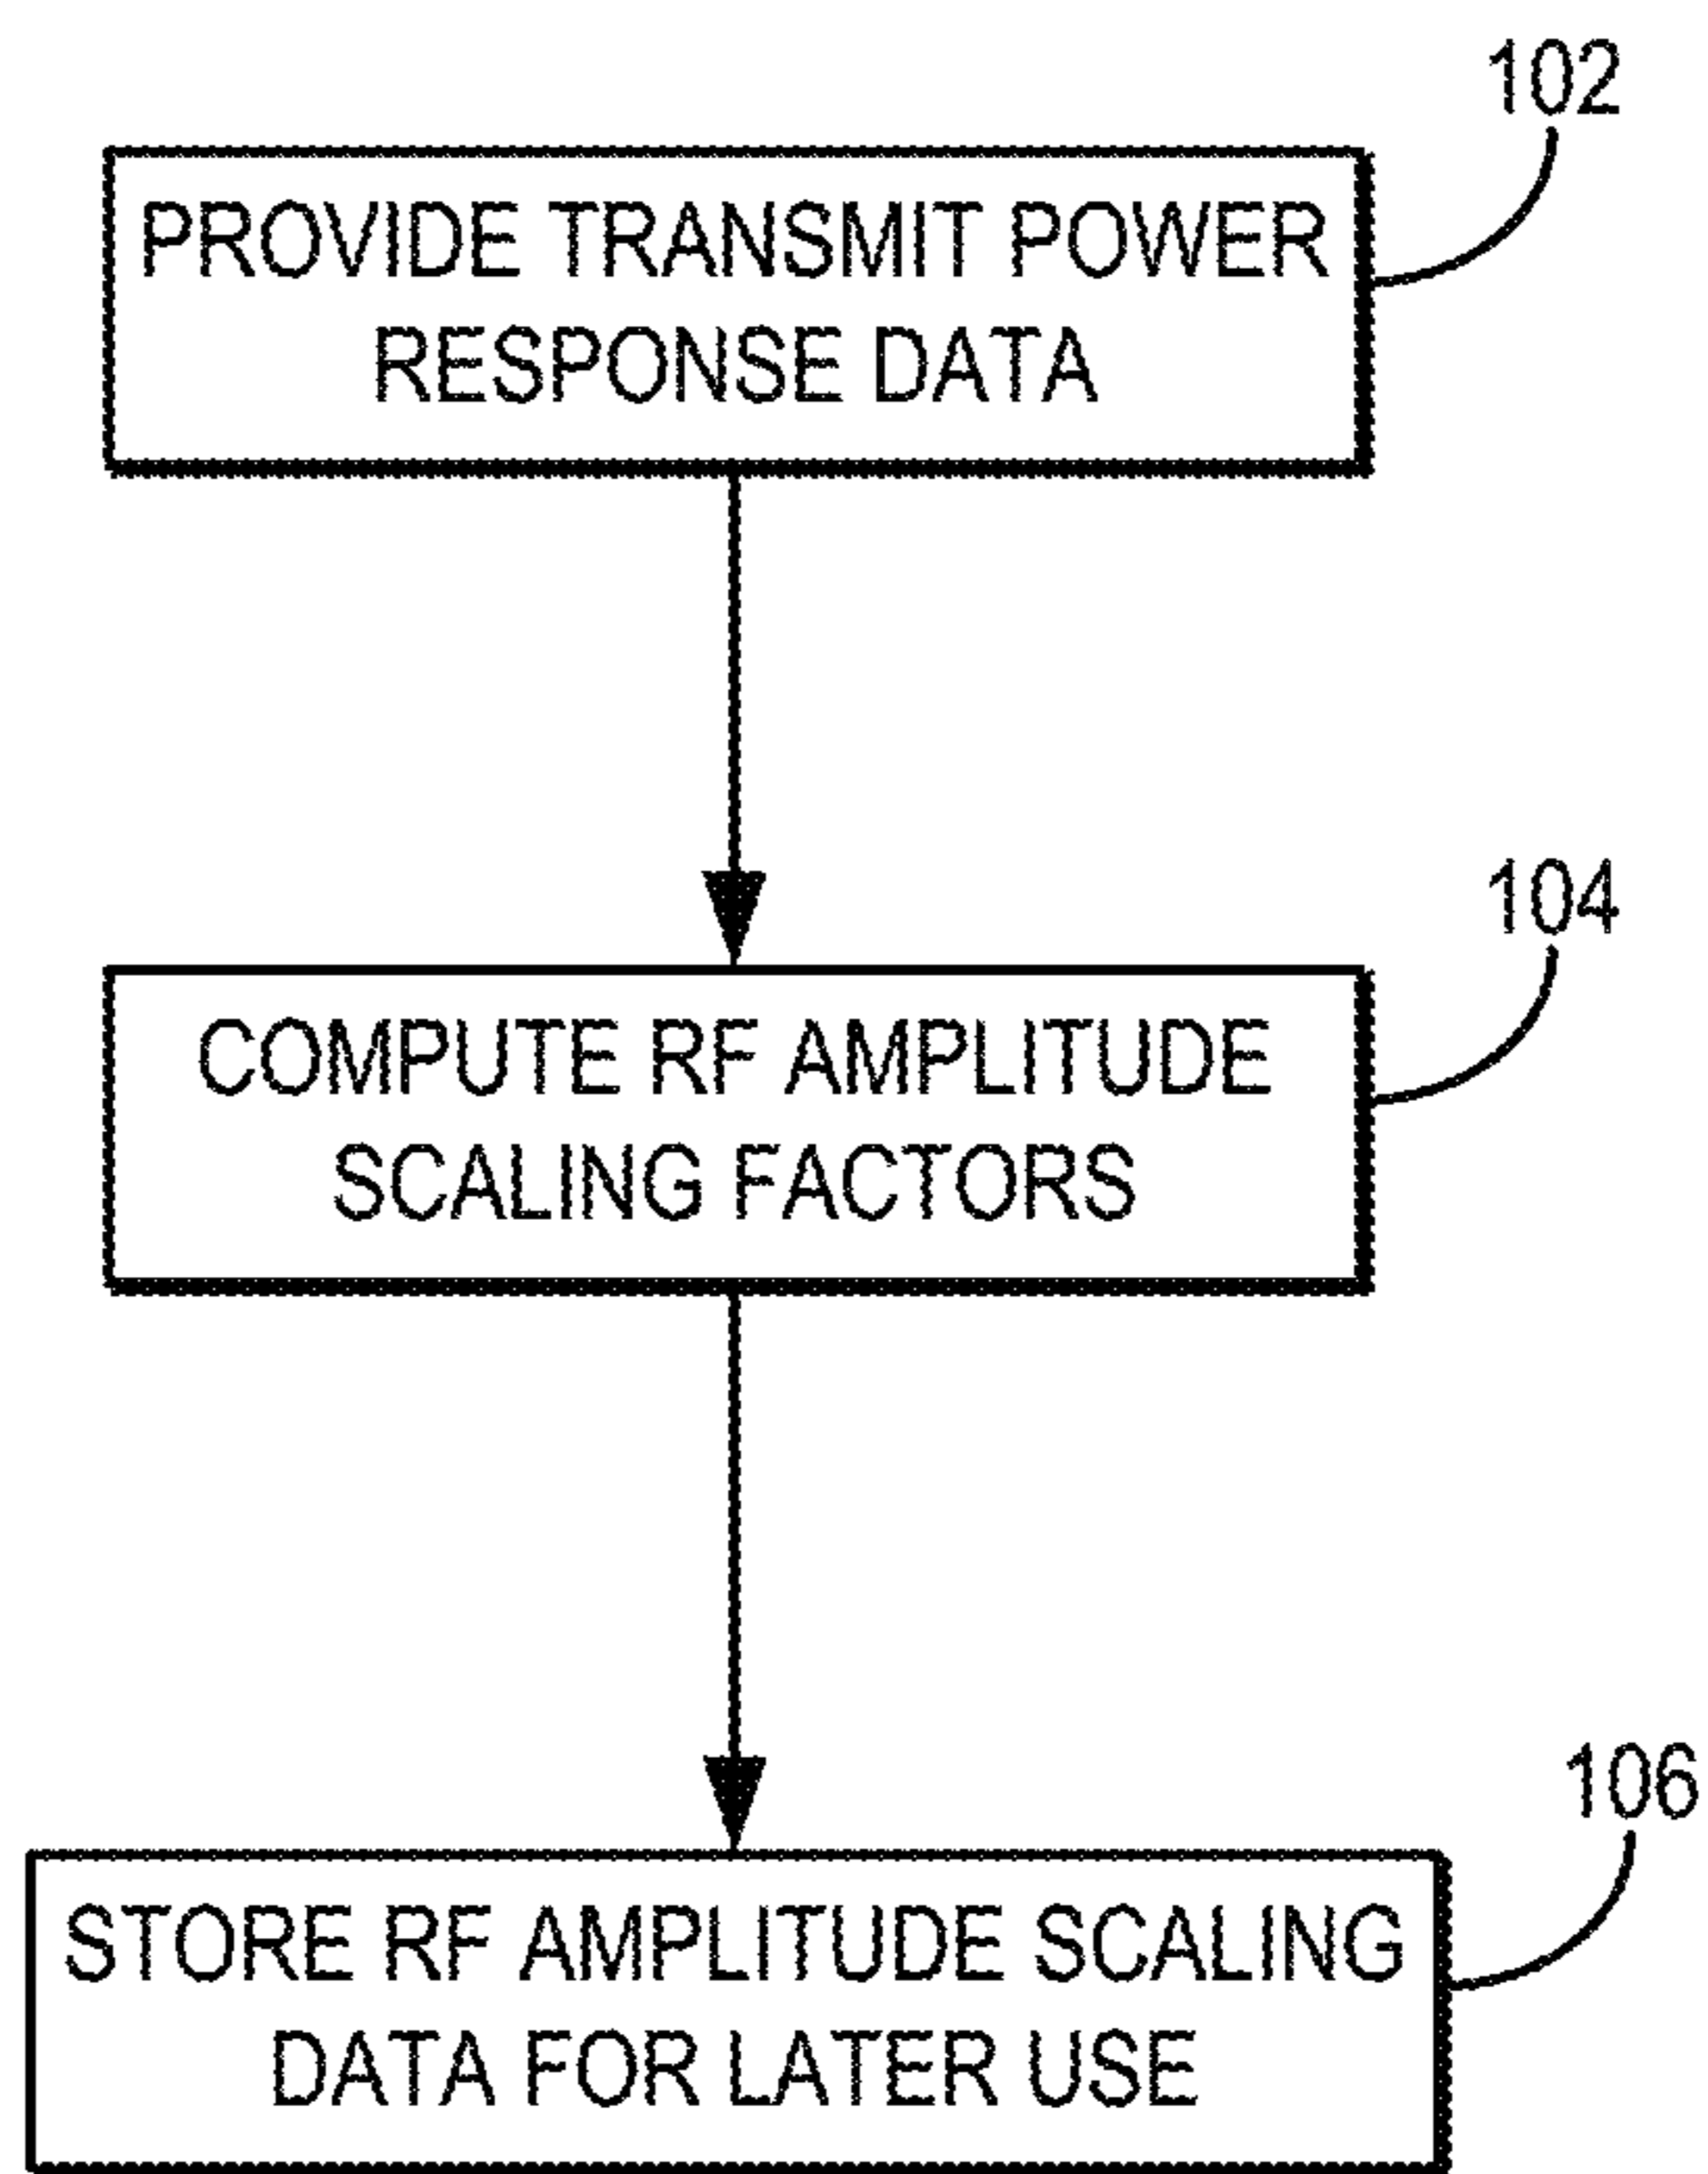 102
PROVIDE TRANSMIT POWER
RESPONSE DATA
104
COMPUTE RF AMPLITUDE
SCALING FACTORS
106
STORE RF AMPLITUDE SCALING
DATA FOR LATER USE